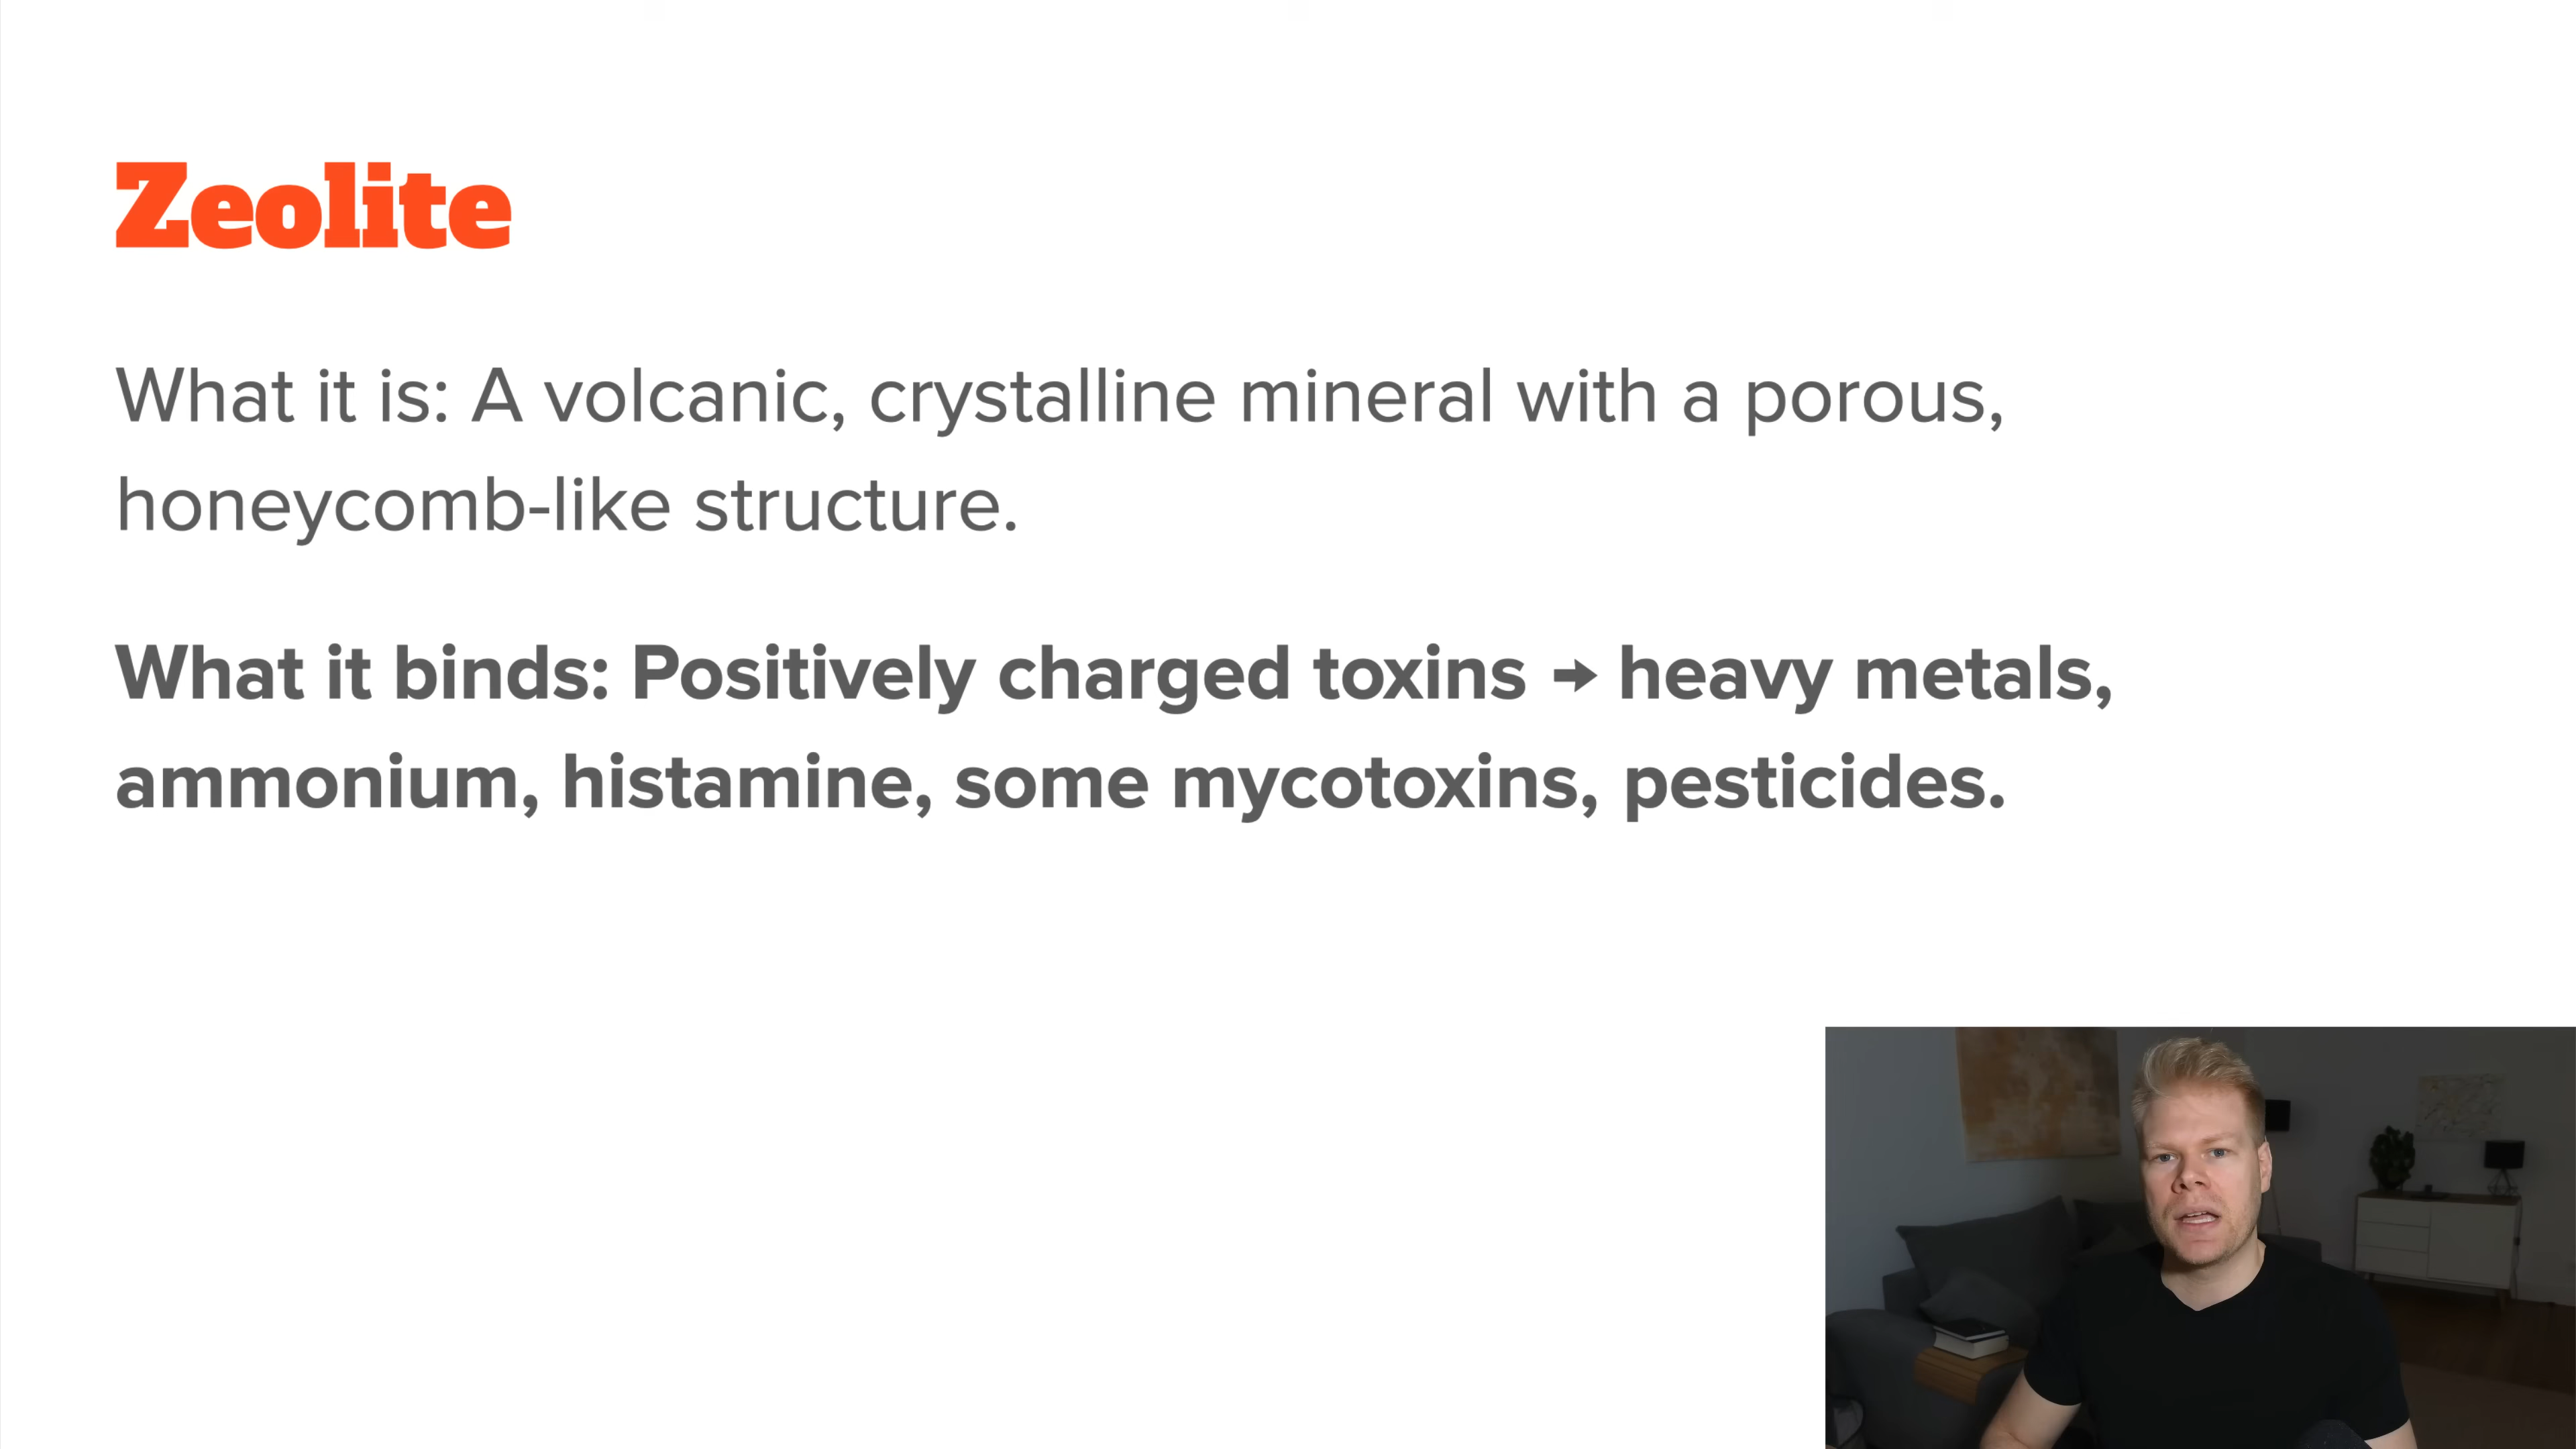 Zeolite
What it is: A volcanic, crystalline mineral with a porous,
honeycomb-like structure.
What it binds: Positively charged toxins → heavy metals,
ammonium, histamine, some mycotoxins, pesticides.